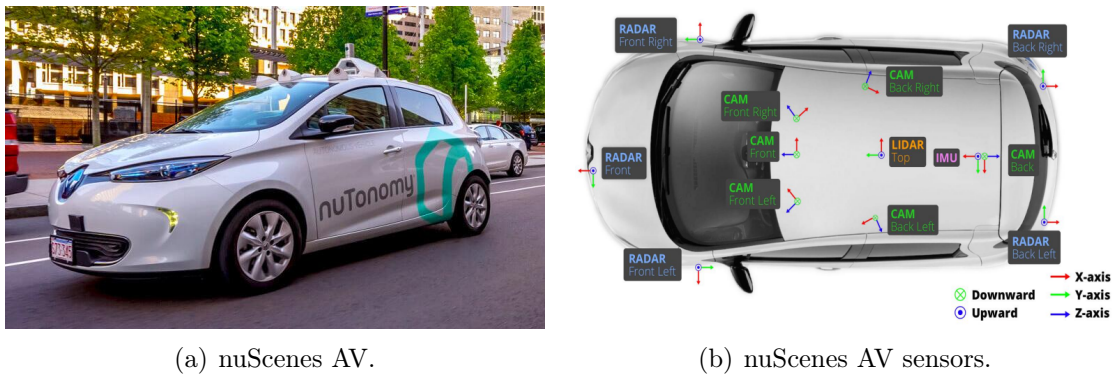 nuTonomy
RADAR
Front Right
RADAR
Back Right
CAM
Back Right
CAM
Front Right
CAM
Front
LIDAR
Top
IMU
CAM
Back
RADAR
Front
CAM
Front Left
CAM
Back Left
RADAR
Front Left
RADAR
Back Left
X-axis
Downward
Y-axis
Upward
Z-axis
(a) nuScenes AV.
(b) nuScenes AV sensors.